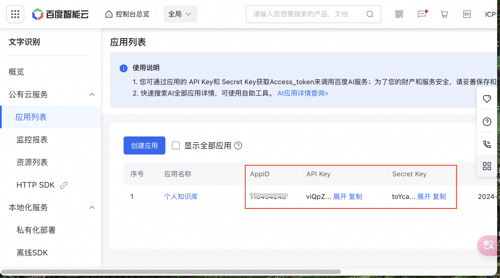 百度智能云
控制台总览
全局
请输入您想要搜索的产品、文档
ICP
文字识别
应用列表
概览
公有云服务
应用列表
监控报表
资源列表
HTTP SDK
本地化服务
私有化部署
离线SDK
使用说明
1. 您可通过应用的 API Key和 Secret Key获取Access_token来调用百度AI服务；为了您的财产和服务安全，请妥善保存和
2. 快速搜索AI全部应用详情，可使用自助工具。 AI应用详情查询>
创建应用
显示全部应用
序号 应用名称 AppID API Key Secret Key
1 个人知识库 viQpZ... 展开 复制 toYca... 展开 复制 2024-